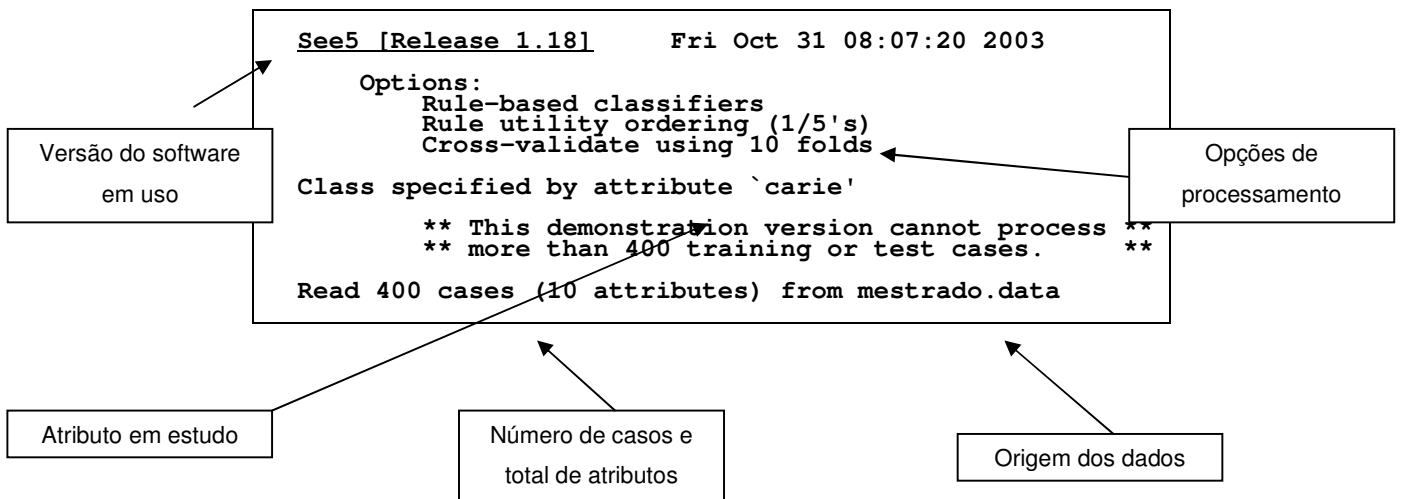 See5 [Release 1.18]     Fri Oct 31 08:07:20 2003
Options:
Rule-based classifiers
Rule utility ordering (1/5's)
Cross-validate using 10 folds
Class specified by attribute `carie'
** This demonstration version cannot process **
** more than 400 training or test cases.     **
Read 400 cases (10 attributes) from mestrado.data
Versão do software
em uso
Opções de
processamento
Atributo em estudo
Número de casos e
total de atributos
Origem dos dados